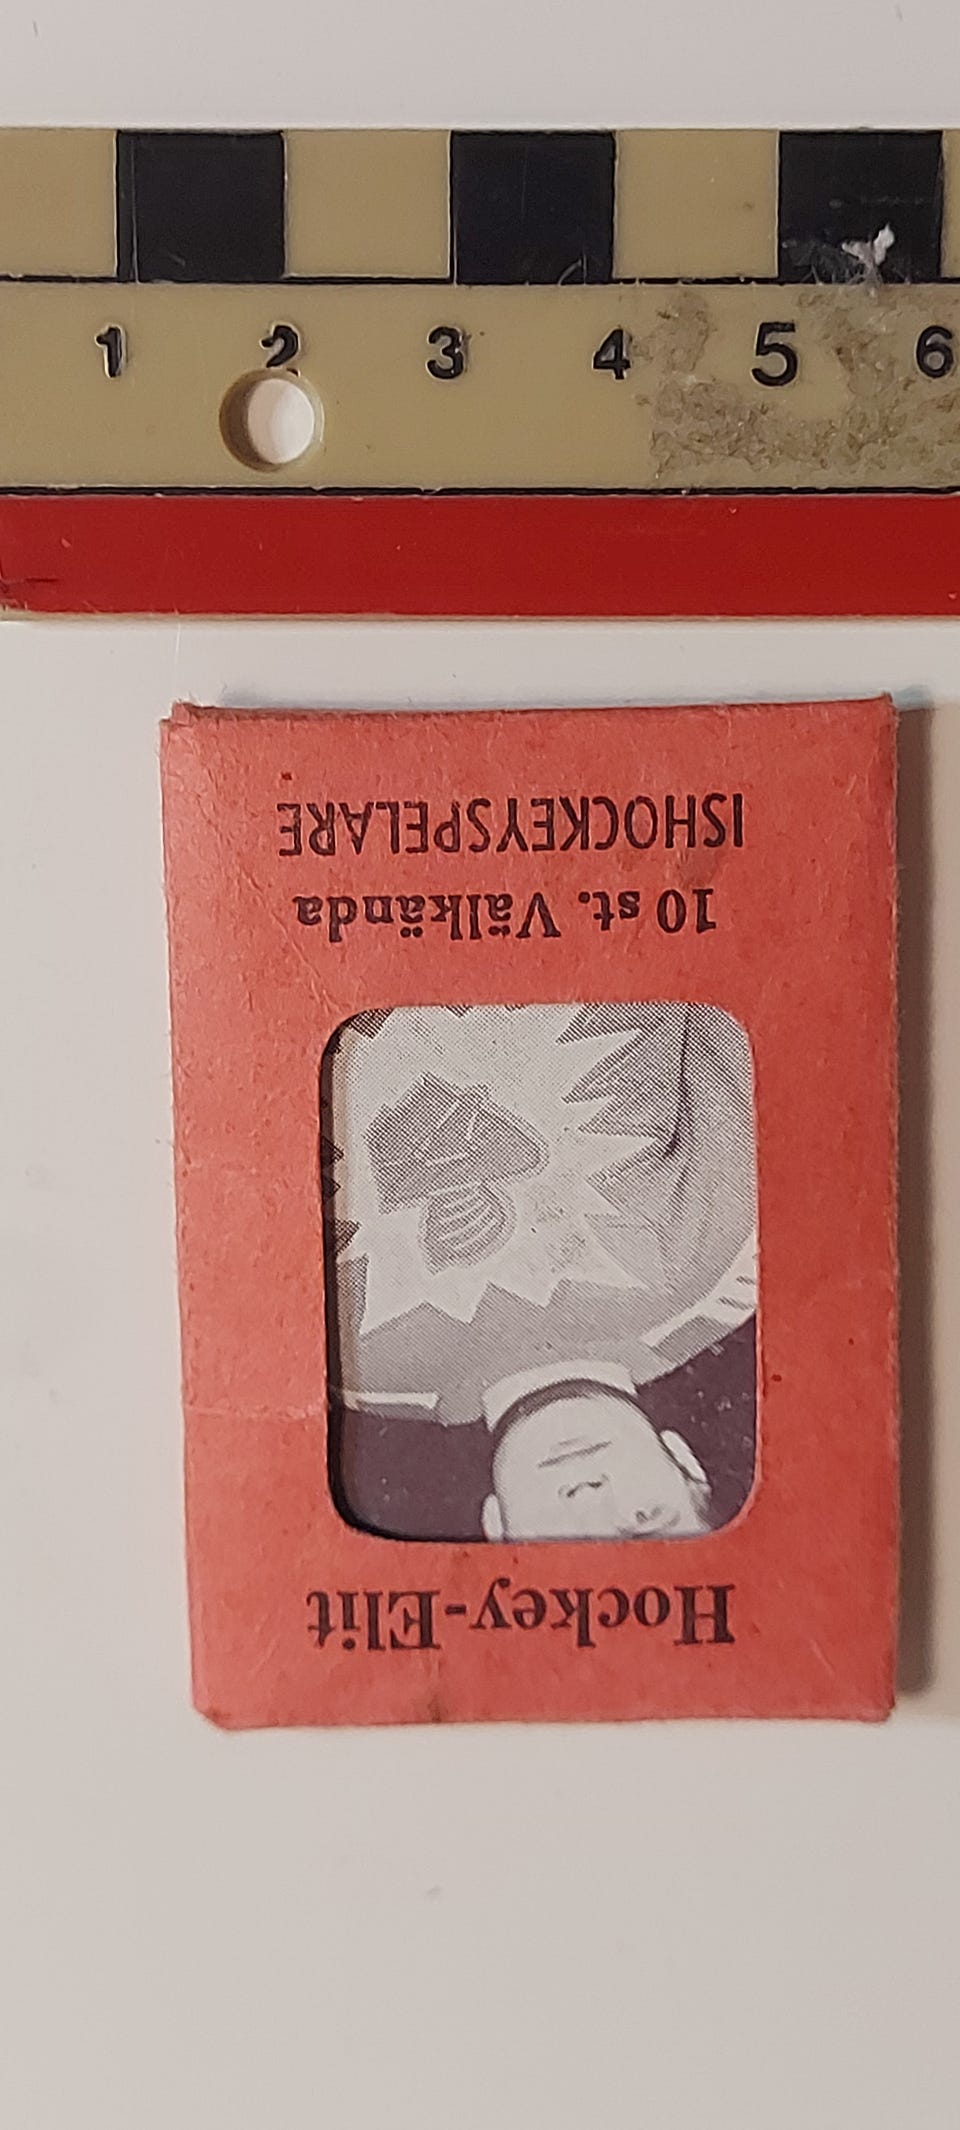 1 2 3 4 5 6
Hockey-Elit
10 st. Välkända
ISHOCKEYSPELARE